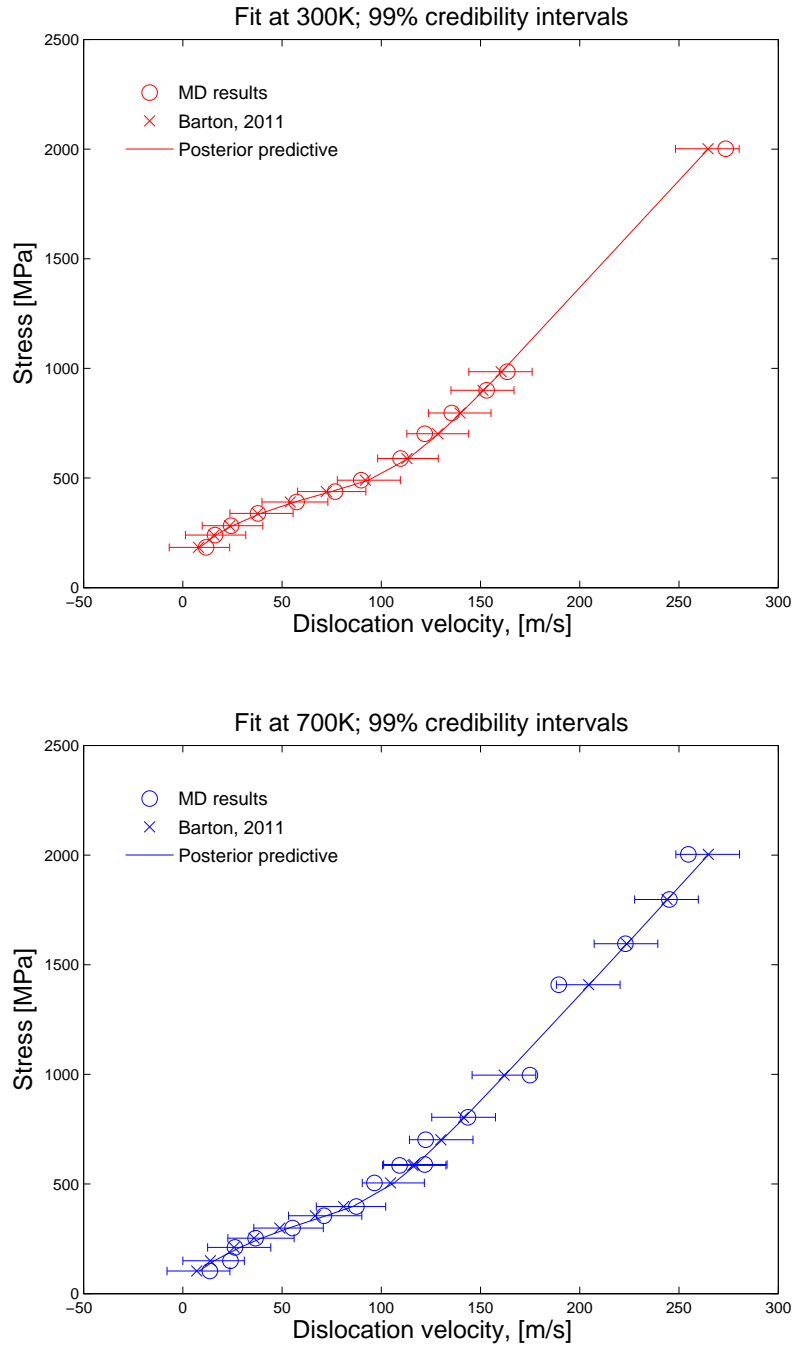 Fit at 300K; 99% credibility intervals
2500
2000
1500
1000
500
0
Stress [MPa]
MD results
Barton, 2011
Posterior predictive
−50 0 50 100 150 200 250 300
Dislocation velocity, [m/s]
Fit at 700K; 99% credibility intervals
2500
2000
1500
1000
500
0
Stress [MPa]
MD results
Barton, 2011
Posterior predictive
−50 0 50 100 150 200 250 300
Dislocation velocity, [m/s]